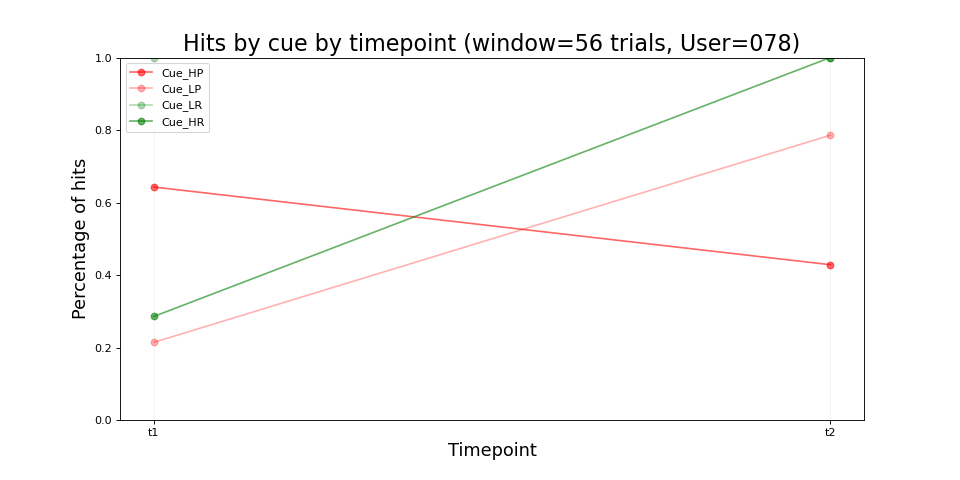 Hits by cue by timepoint (window=56 trials, User=078)
Percentage of hits
1.0
0.8
0.6
0.4
0.2
0.0
Cue_HP
Cue_LP
Cue_LR
Cue_HR
t1
t2
Timepoint